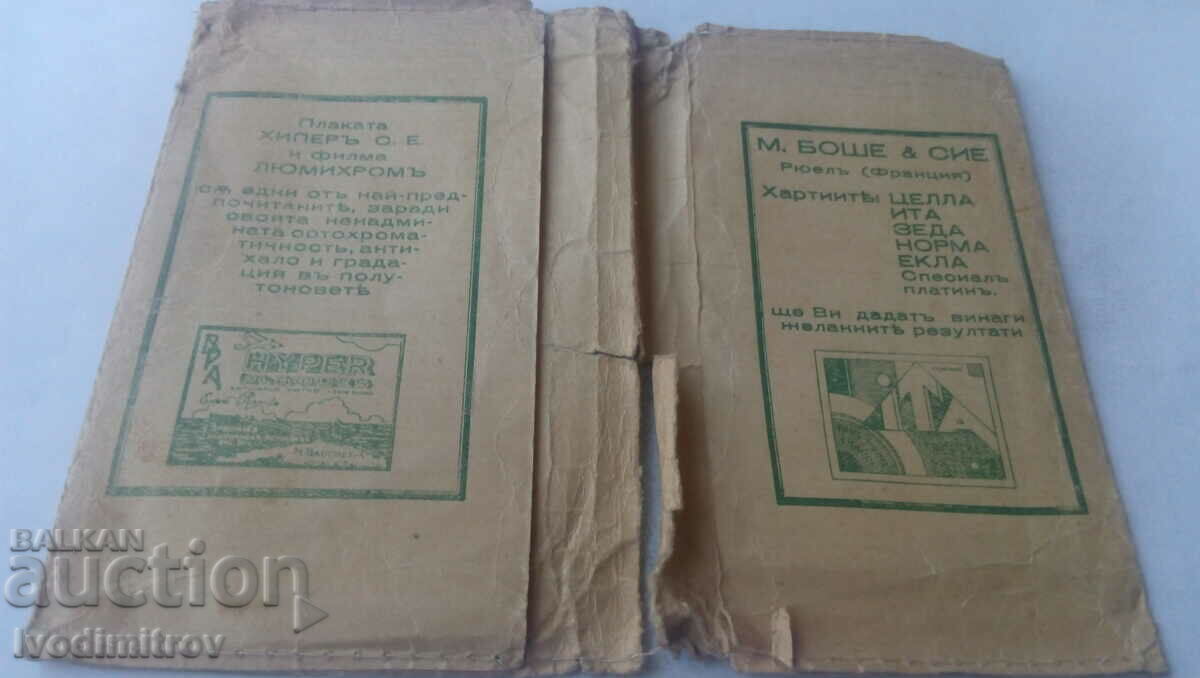 Плаката
ХИПЕРЪ С. Е.
и филма
ЛЮМИХРОМЪ
сѫ едни отъ най-пред-
почитанитѣ, заради
своята ненадми-
ната ортохрома-
тичность, анти-
хало и града-
ция въ полу-
тоноветѣ
HYPER
М. БОШЕ & СИЕ
Рюелъ (Франция)
Хартиитѣ: ЦЕЛЛА
ИТА
ЗЕДА
НОРМА
ЕКЛА
Специалъ
платинъ.
ще Ви дадатъ винаги
желаннитѣ резултати
BALKAN
auction
Ivodimitrov